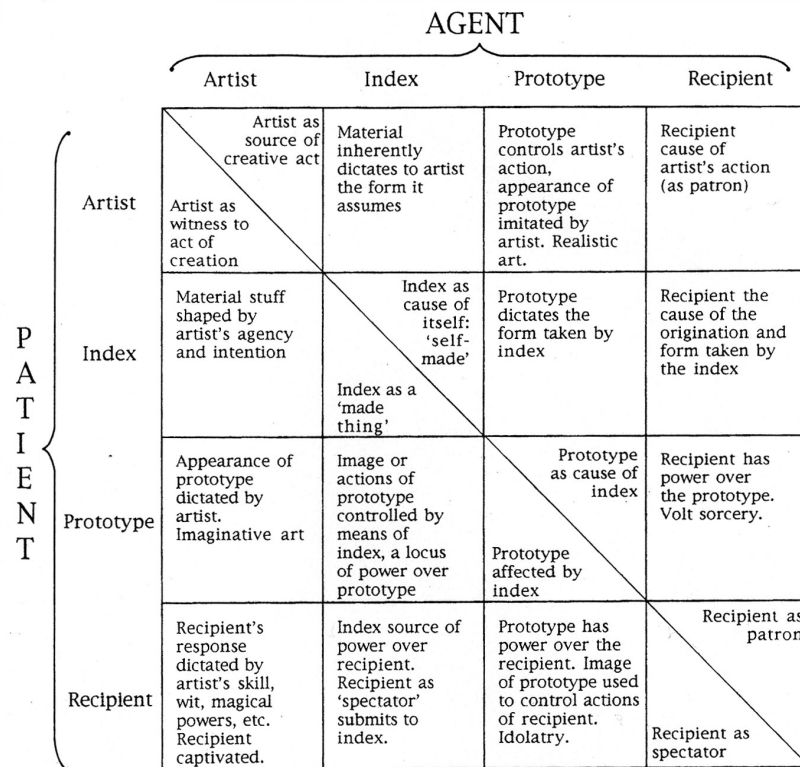 AGENT
Artist
Index
Prototype
Recipient
PATIENT
Artist
Artist as
source of
creative act
Artist as
witness to
act of
creation
Material
inherently
dictates to artist
the form it
assumes
Prototype
controls artist's
action,
appearance of
prototype
imitated by
artist. Realistic
art.
Recipient
cause of
artist's action
(as patron)
Index
Material stuff
shaped by
artist's agency
and intention
Index as
cause of
itself:
'self-
made'
Index as a
'made
thing'
Prototype
dictates the
form taken by
index
Recipient the
cause of the
origination and
form taken by
the index
Prototype
Appearance of
prototype
dictated by
artist.
Imaginative art
Image or
actions of
prototype
controlled by
means of
index, a locus
of power over
prototype
Prototype
as cause of
index
Prototype
affected by
index
Recipient has
power over
the prototype.
Volt sorcery.
Recipient
Recipient's
response
dictated by
artist's skill,
wit, magical
powers, etc.
Recipient
captivated.
Index source of
power over
recipient.
Recipient as
'spectator'
submits to
index.
Prototype has
power over the
recipient. Image
of prototype used
to control actions
of recipient.
Idolatry.
Recipient as
patron
Recipient as
spectator